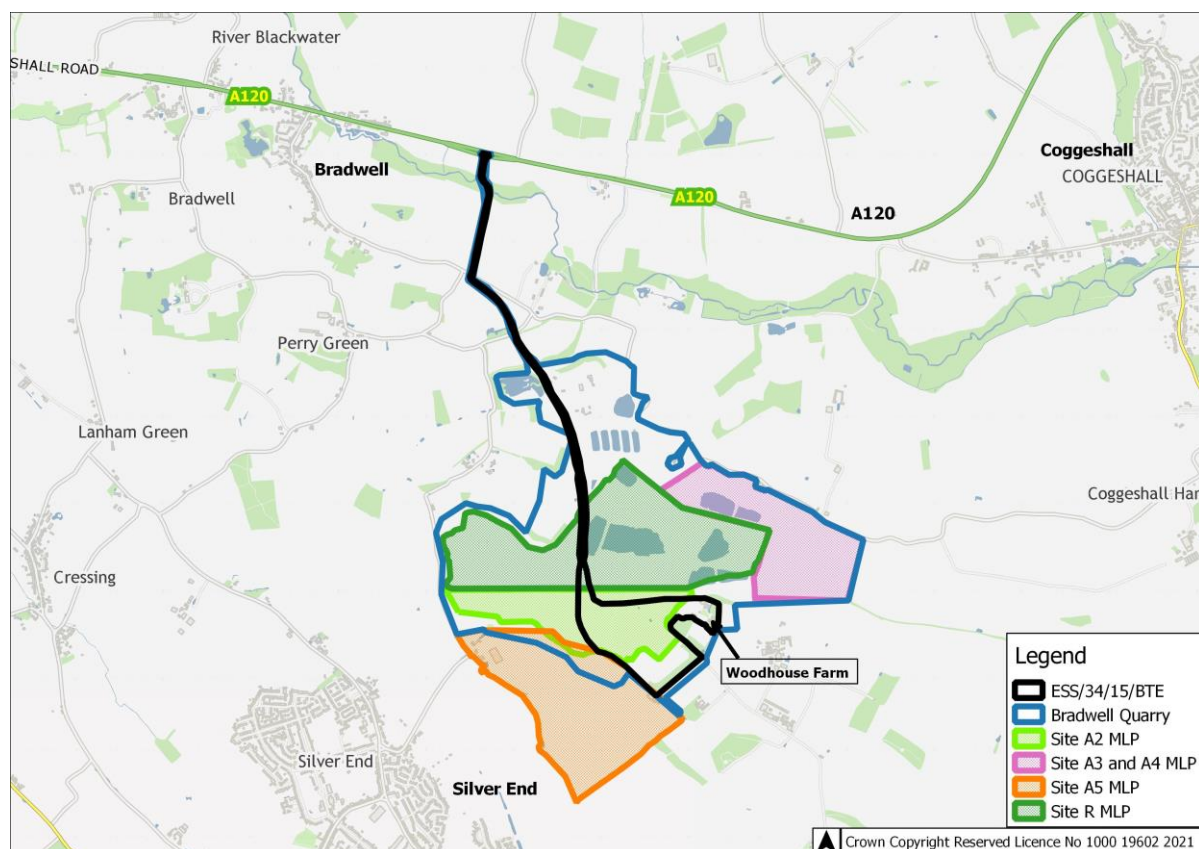 River Blackwater
SHALL ROAD
A120
Bradwell
Bradwell
A120
A120
Coggeshall
COGGESHALL
Perry Green
Lanham Green
Coggeshall Har
Cressing
Woodhouse Farm
Silver End
Silver End
Legend
ESS/34/15/BTE
Bradwell Quarry
Site A2 MLP
Site A3 and A4 MLP
Site A5 MLP
Site R MLP
Crown Copyright Reserved Licence No 1000 19602 2021